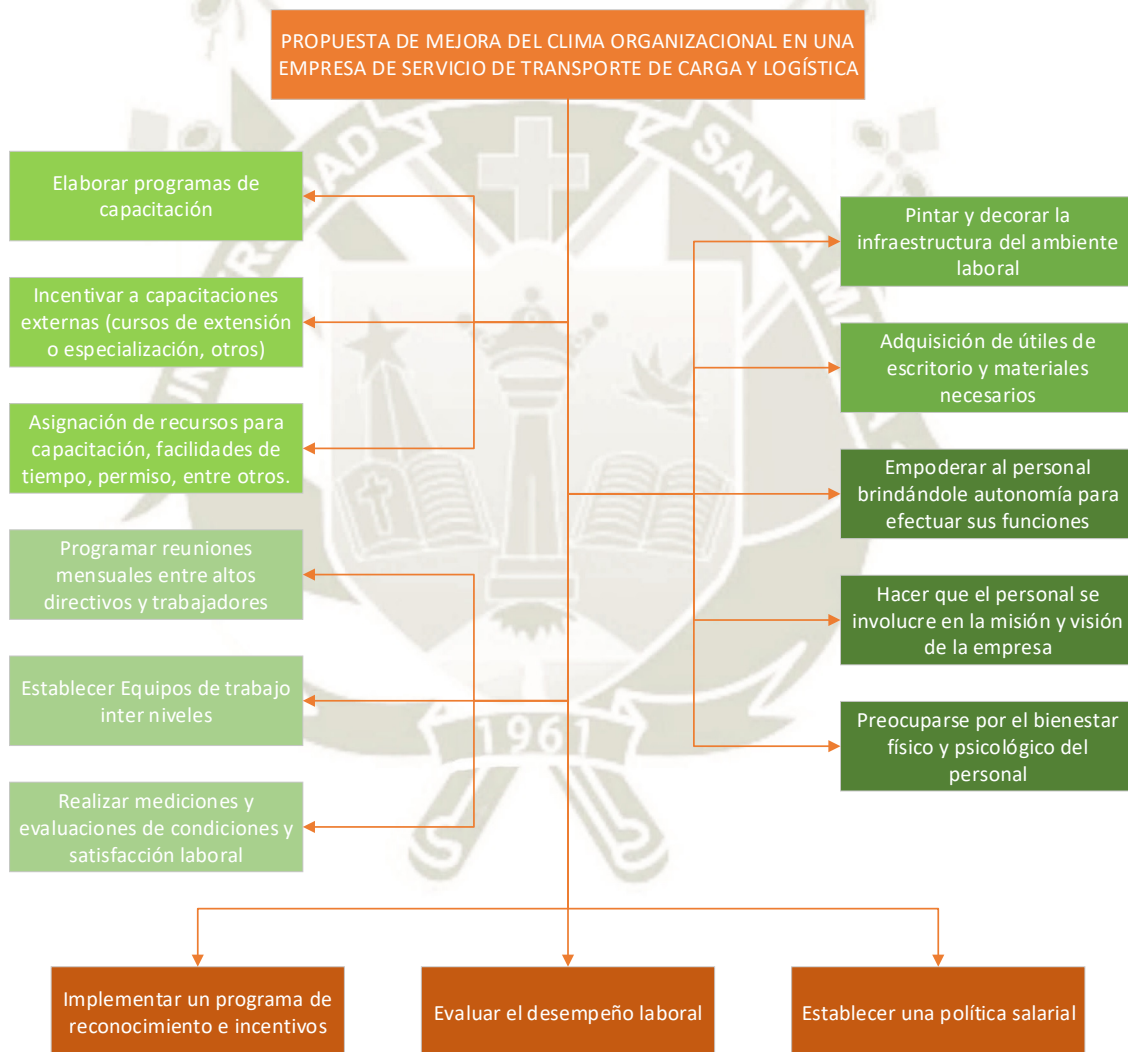 PROPUESTA DE MEJORA DEL CLIMA ORGANIZACIONAL EN UNA
EMPRESA DE SERVICIO DE TRANSPORTE DE CARGA Y LOGÍSTICA
Elaborar programas de
capacitación
Incentivar a capacitaciones
externas (cursos de extensión
o especialización, otros)
Asignación de recursos para
capacitación, facilidades de
tiempo, permiso, entre otros.
Programar reuniones
mensuales entre altos
directivos y trabajadores
Establecer Equipos de trabajo
inter niveles
Realizar mediciones y
evaluaciones de condiciones y
satisfacción laboral
Pintar y decorar la
infraestructura del ambiente
laboral
Adquisición de útiles de
escritorio y materiales
necesarios
Empoderar al personal
brindándole autonomía para
efectuar sus funciones
Hacer que el personal se
involucre en la misión y visión
de la empresa
Preocuparse por el bienestar
físico y psicológico del
personal
Implementar un programa de
reconocimiento e incentivos
Evaluar el desempeño laboral
Establecer una política salarial
SANTA
1961